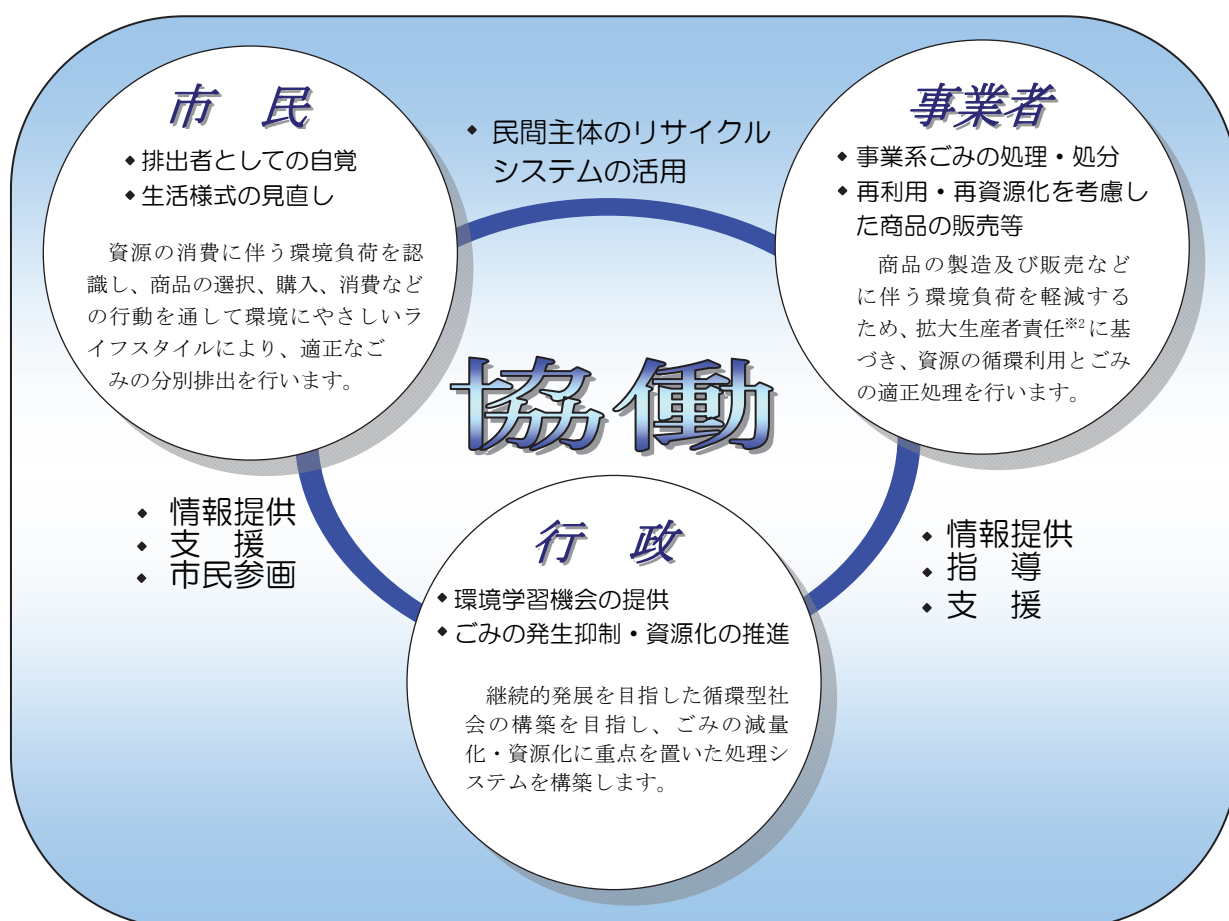 市　民
◆排出者としての自覚
◆生活様式の見直し
資源の消費に伴う環境負荷を認
識し、商品の選択、購入、消費など
の行動を通して環境にやさしいラ
イフスタイルにより、適正なご
みの分別排出を行います。
◆ 民間主体のリサイクル
システムの活用
事業者
◆ 事業系ごみの処理・処分
◆ 再利用・再資源化を考慮し
た商品の販売等
商品の製造及び販売など
に伴う環境負荷を軽減する
ため、拡大生産者責任※2に基
づき、資源の循環利用とごみ
の適正処理を行います。
協働
◆ 情報提供
◆ 支　援
◆ 市民参画
行　政
◆環境学習機会の提供
◆ごみの発生抑制・資源化の推進
継続的発展を目指した循環型社
会の構築を目指し、ごみの減量
化・資源化に重点を置いた処理シ
ステムを構築します。
◆ 情報提供
◆ 指　導
◆ 支　援